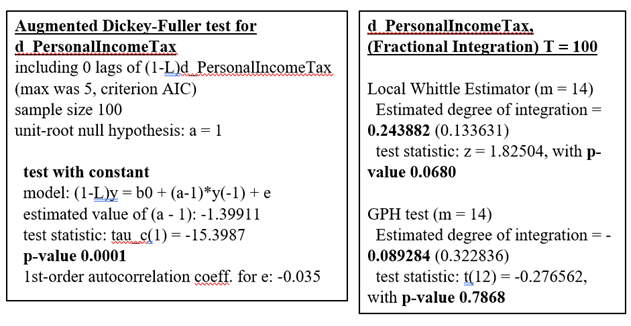 Augmented Dickey-Fuller test for
d_PersonalIncomeTax
including 0 lags of (1-L)d_PersonalIncomeTax
(max was 5, criterion AIC)
sample size 100
unit-root null hypothesis: a = 1
test with constant
model: (1-L)y = b0 + (a-1)*y(-1) + e
estimated value of (a - 1): -1.39911
test statistic: tau_c(1) = -15.3987
p-value 0.0001
1st-order autocorrelation coeff. for e: -0.035
d_PersonalIncomeTax,
(Fractional Integration) T = 100
Local Whittle Estimator (m = 14)
Estimated degree of integration =
0.243882 (0.133631)
test statistic: z = 1.82504, with p-
value 0.0680
GPH test (m = 14)
Estimated degree of integration = -
0.089284 (0.322836)
test statistic: t(12) = -0.276562,
with p-value 0.7868